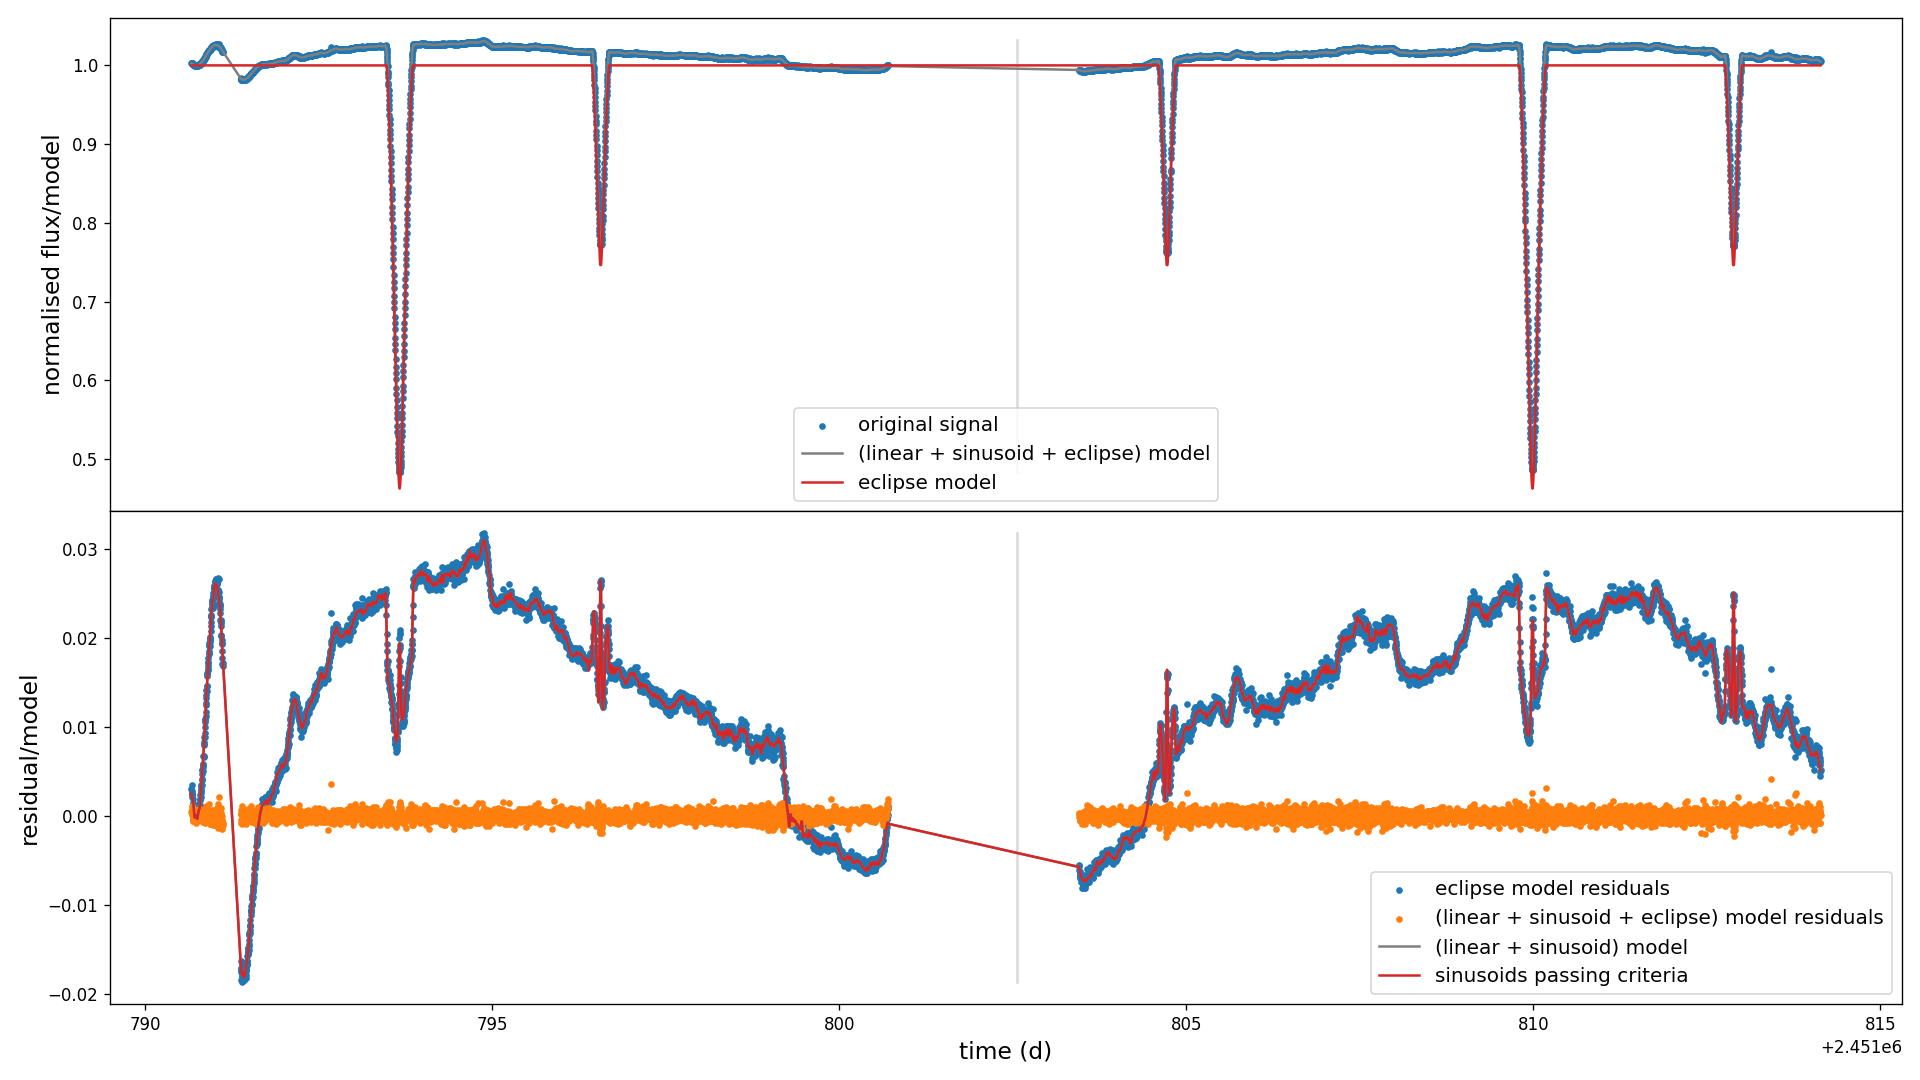 1.0
0.9
0.8
0.7
0.6
0.5
normalised flux/model
original signal
(linear + sinusoid + eclipse) model
eclipse model
0.03
0.02
0.01
0.00
−0.01
−0.02
residual/model
eclipse model residuals
(linear + sinusoid + eclipse) model residuals
(linear + sinusoid) model
sinusoids passing criteria
790
795
800
805
810
815
time (d)
+2.451e6